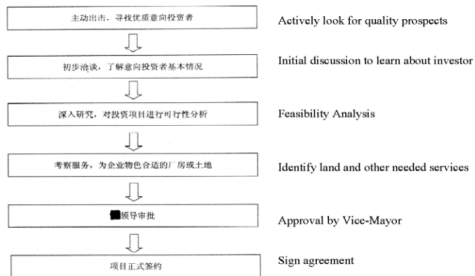 主动出击，寻找优质意向投资者
Actively look for quality prospects
初步洽谈，了解意向投资者基本情况
Initial discussion to learn about investor
深入研究，对投资项目进行可行性分析
Feasibility Analysis
考察服务，为企业物色合适的厂房或土地
Identify land and other needed services
领导审批
Approval by Vice-Mayor
项目正式签约
Sign agreement